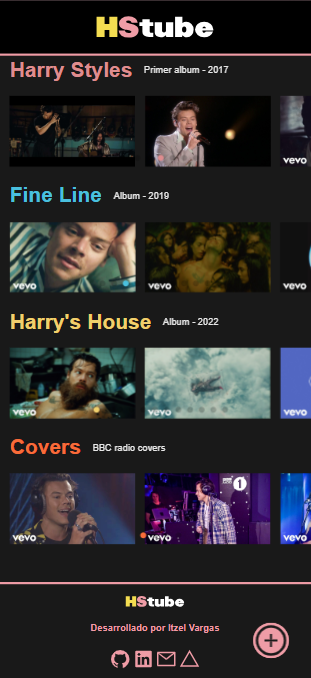 HStube
Harry Styles Primer album - 2017
vevo
Fine Line Album - 2019
vevo vevo vevo
Harry's House Album - 2022
vevo vevo vevo
Covers BBC radio covers
1
vevo vevo vevo
HStube
Desarrollado por Itzel Vargas